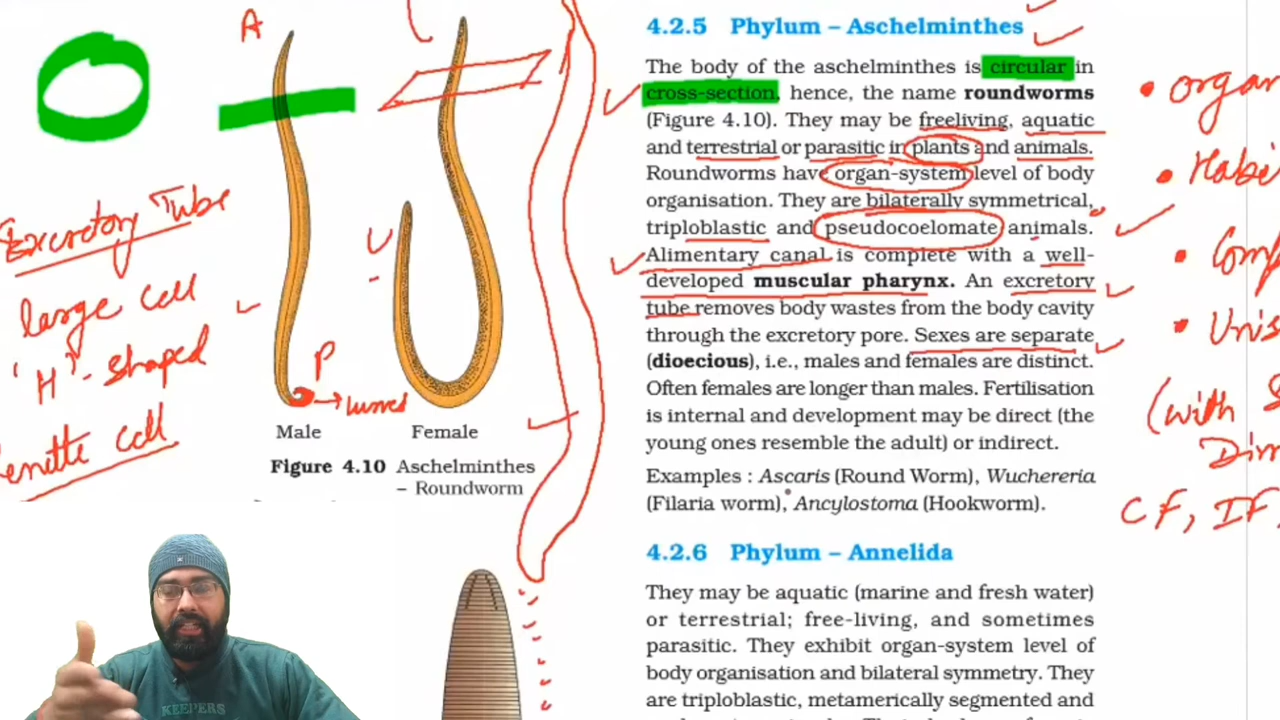 A
Excretory Tube
large cell
'H'-shaped
cell
P
Male
Female
Figure 4.10 Aschelminthes
– Roundworm
4.2.5 Phylum – Aschelminthes
The body of the aschelminthes is circular in
cross-section, hence, the name roundworms
(Figure 4.10). They may be freeliving, aquatic
and terrestrial or parasitic in plants and animals.
Roundworms have organ-system level of body
organisation. They are bilaterally symmetrical,
triploblastic and pseudocoelomate animals.
Alimentary canal is complete with a well-
developed muscular pharynx. An excretory
tube removes body wastes from the body cavity
through the excretory pore. Sexes are separate
(dioecious), i.e., males and females are distinct.
Often females are longer than males. Fertilisation
is internal and development may be direct (the
young ones resemble the adult) or indirect.
Examples : Ascaris (Round Worm), Wuchereria
(Filaria worm), Ancylostoma (Hookworm).
4.2.6 Phylum – Annelida
They may be aquatic (marine and fresh water)
or terrestrial; free-living, and sometimes
parasitic. They exhibit organ-system level of
body organisation and bilateral symmetry. They
are triploblastic, metamerically segmented and
(with
CF, IF,
KEEPERS